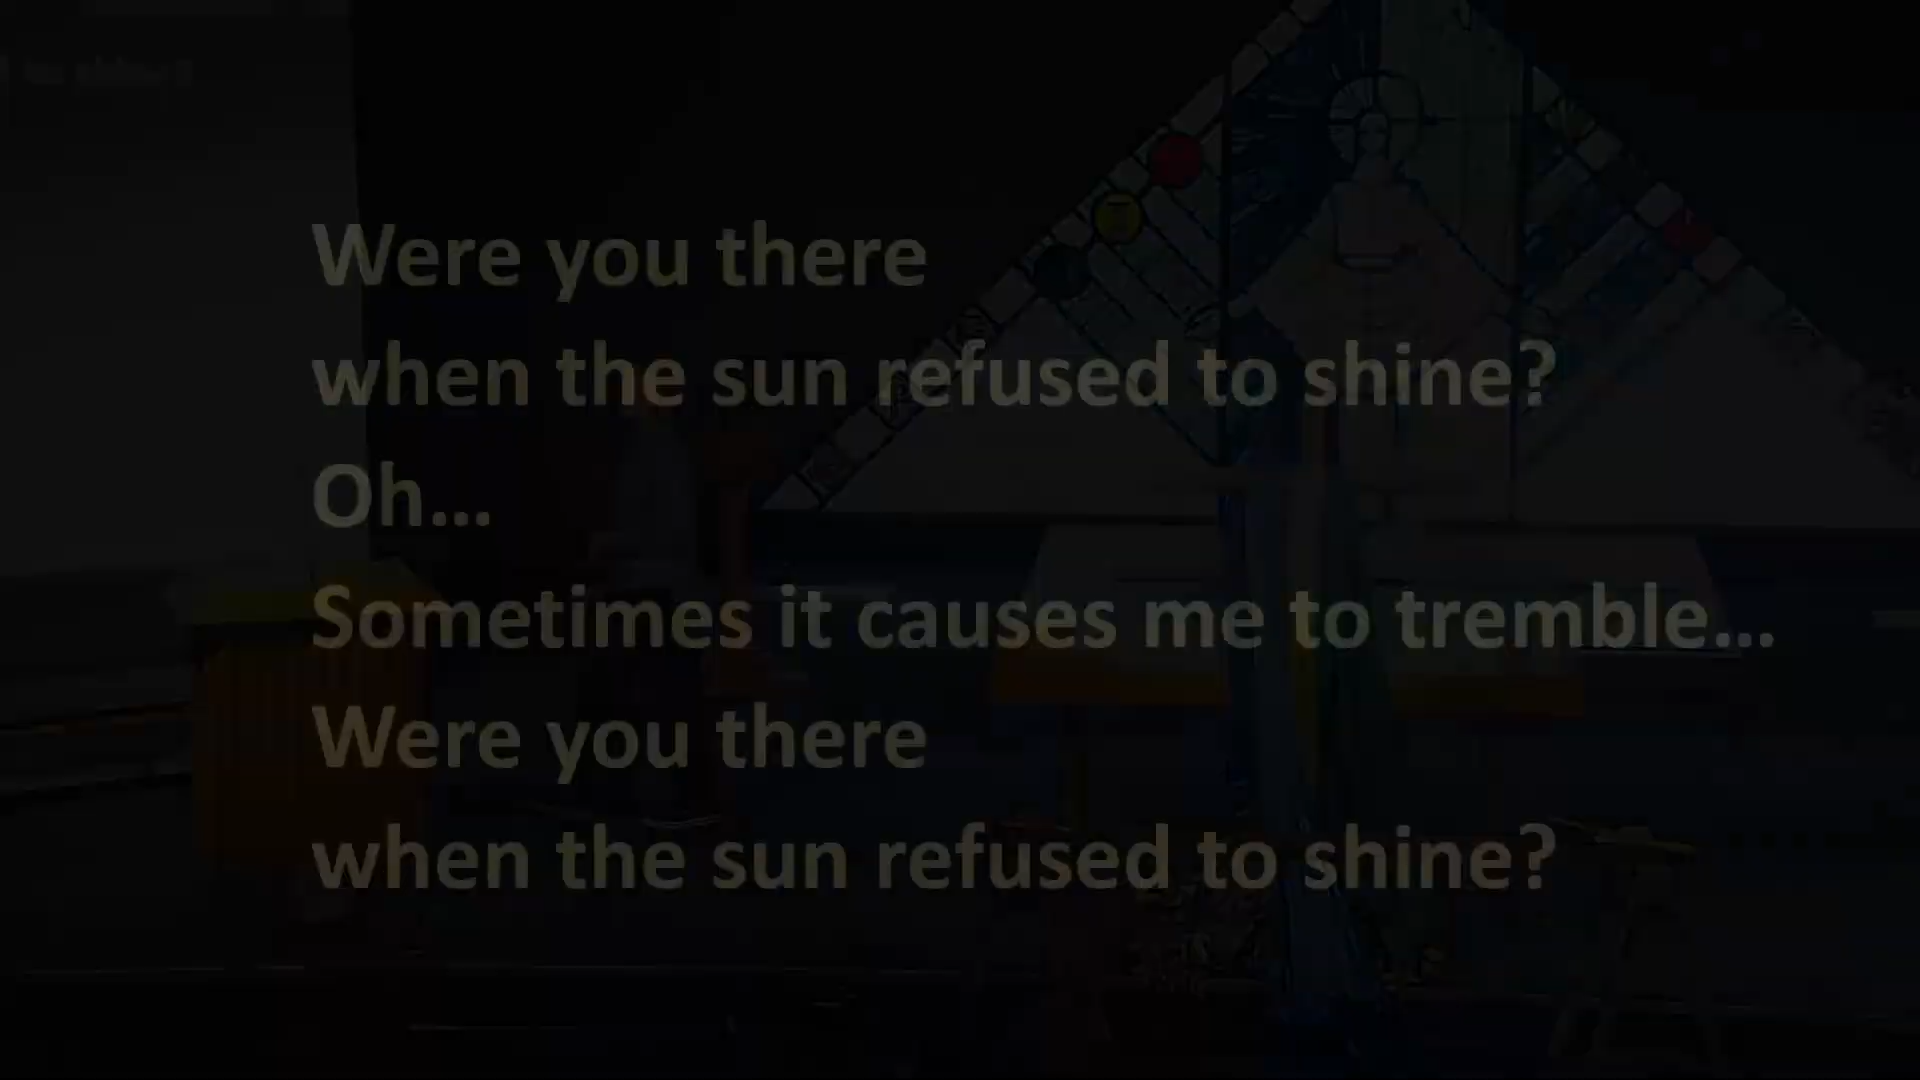 Were you there
when the sun refused to shine?
Oh...
Sometimes it causes me to tremble...
Were you there
when the sun refused to shine?